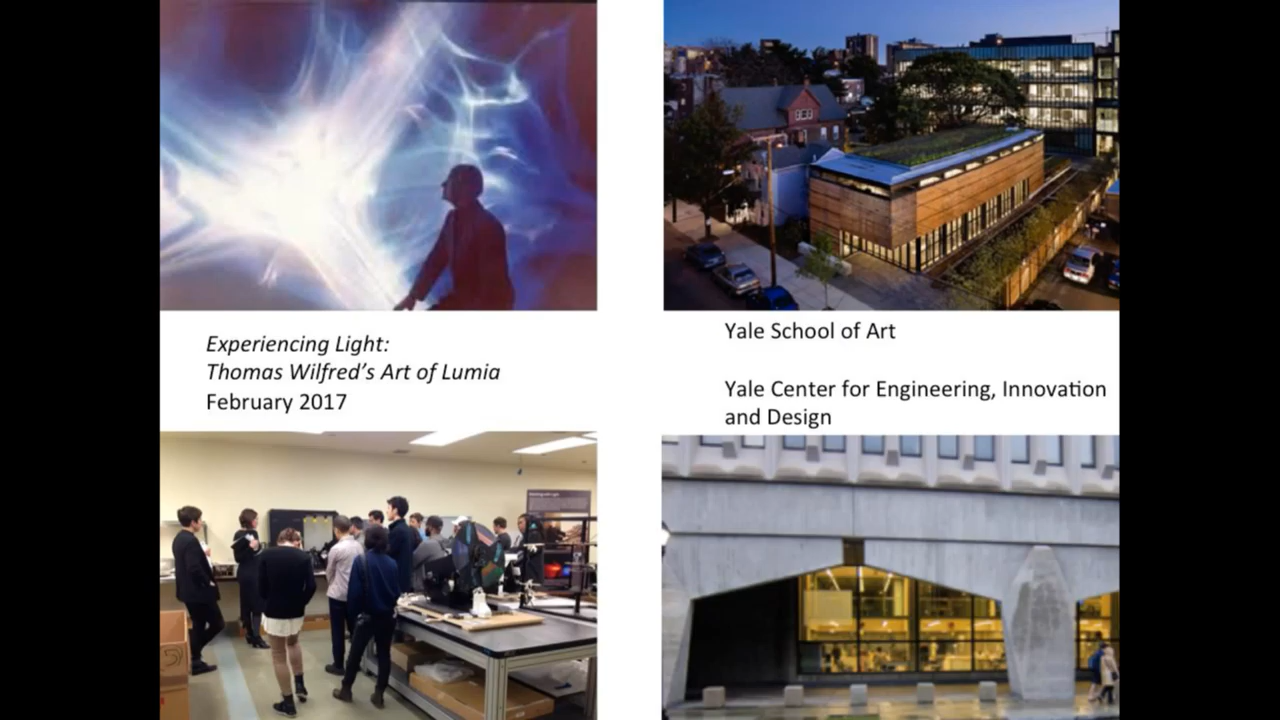 Experiencing Light:
Thomas Wilfred's Art of Lumia
February 2017
Yale School of Art
Yale Center for Engineering, Innovation
and Design